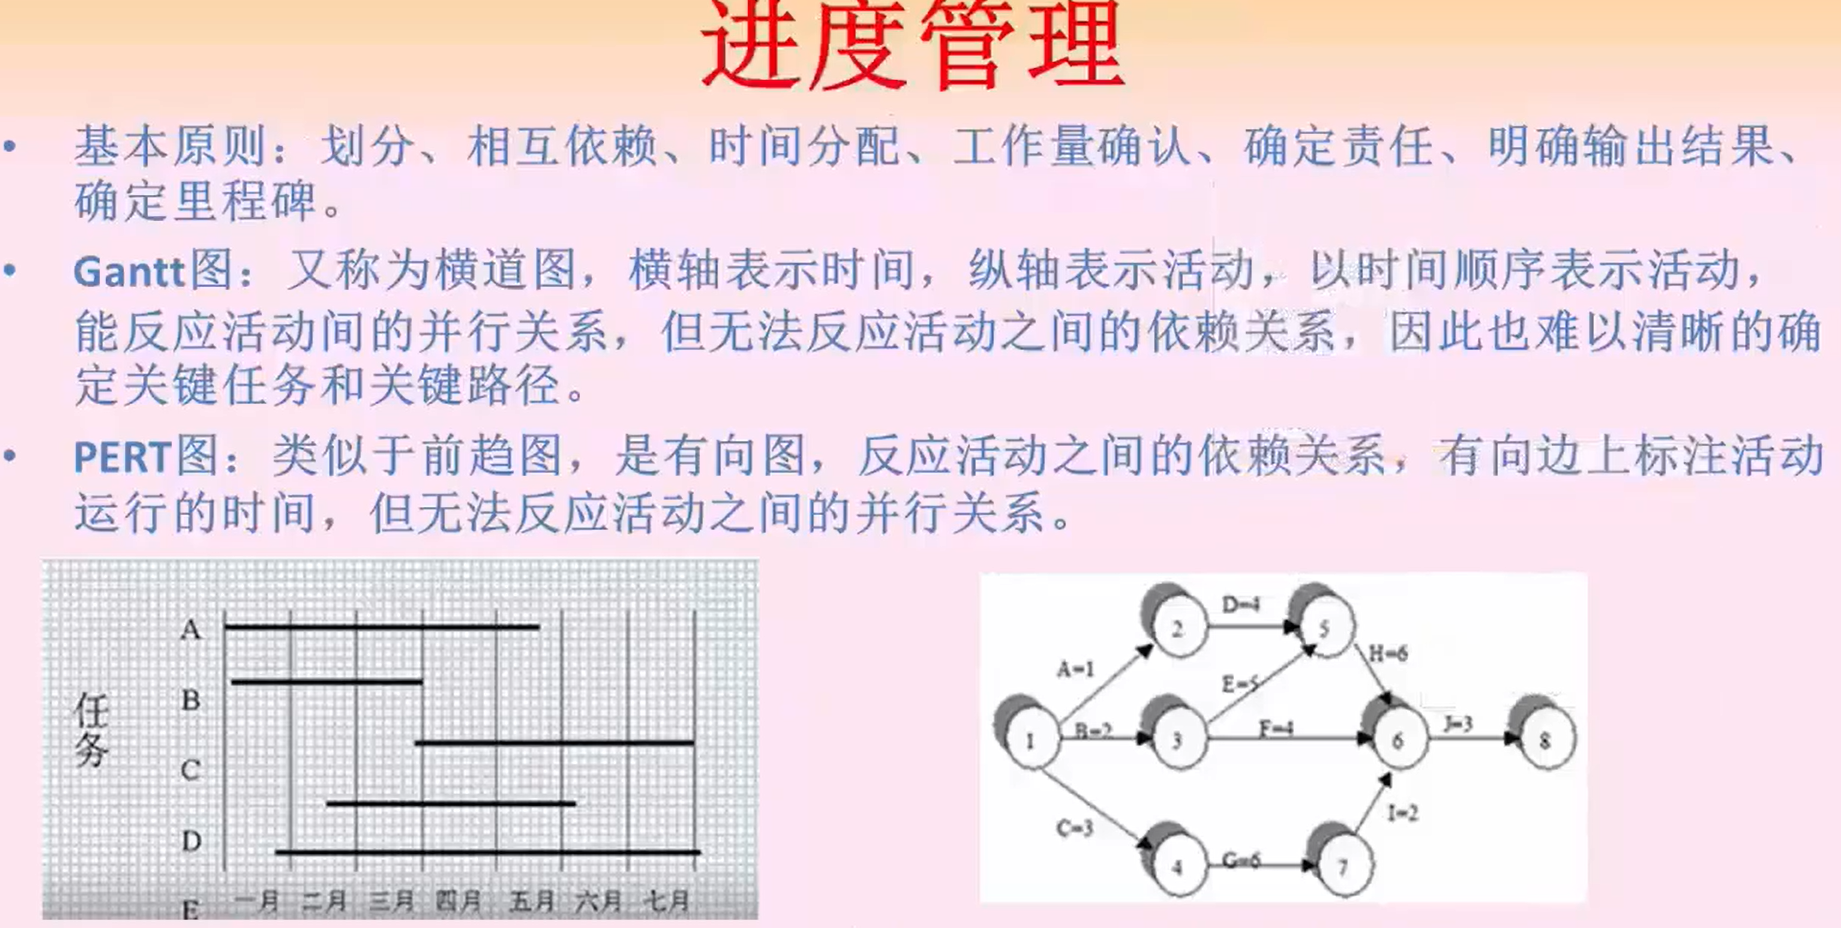 进度管理
• 基本原则：划分、相互依赖、时间分配、工作量确认、确定责任、明确输出结果、
确定里程碑。
• Gantt图：又称为横道图，横轴表示时间，纵轴表示活动，以时间顺序表示活动，
能反应活动间的并行关系，但无法反应活动之间的依赖关系，因此也难以清晰的确
定关键任务和关键路径。
• PERT图：类似于前趋图，是有向图，反应活动之间的依赖关系，有向边上标注活动
运行的时间，但无法反应活动之间的并行关系。
任务
A
B
C
D
E
一月 二月 三月 四月 五月 六月 七月
2 D=4 5
A=1 E=5 H=6
1 B=2 3 F=4 6 J=3 8
C=3 I=2
4 G=6 7